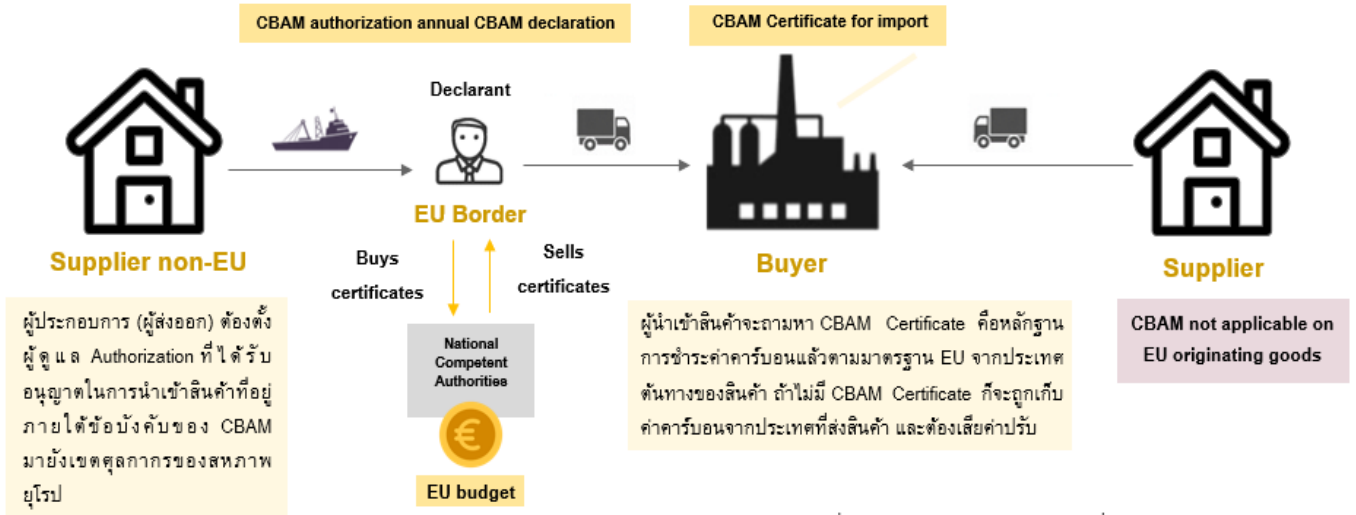 CBAM authorization annual CBAM declaration
CBAM Certificate for import
Declarant
EU Border
Supplier non-EU
Buyer
Supplier
Buys
certificates
Sells
certificates
National
Competent
Authorities
EU budget
ผู้ประกอบการ (ผู้ส่งออก) ต้องตั้ง
ผู้ดูแล Authorization ที่ได้รับ
อนุญาตในการนำเข้าสินค้าที่อยู่
ภายใต้ข้อบังคับของ CBAM
มายังเขตศุลกากรของสหภาพ
ยุโรป
ผู้นำเข้าสินค้าจะถามหา CBAM Certificate คือหลักฐาน
การชำระค่าคาร์บอนแล้วตามมาตรฐาน EU จากประเทศ
ต้นทางของสินค้า ถ้าไม่มี CBAM Certificate ก็จะถูกเก็บ
ค่าคาร์บอนจากประเทศที่ส่งสินค้า และต้องเสียค่าปรับ
CBAM not applicable on
EU originating goods